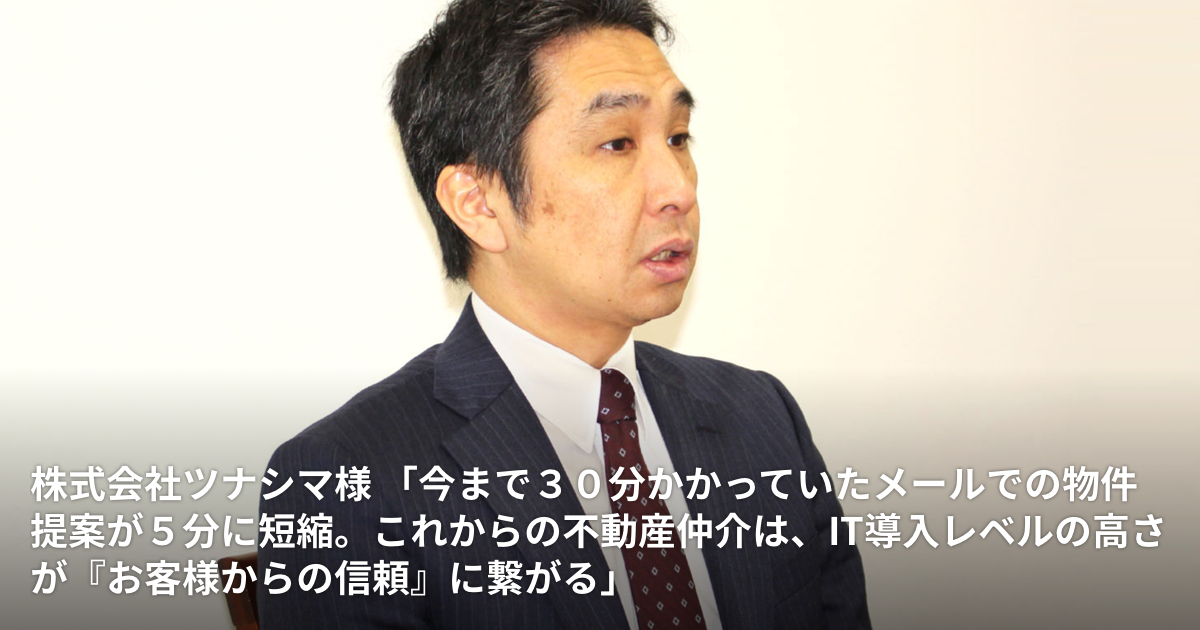 株式会社ツナシマ様 「今まで３０分かかっていたメールでの物件
提案が５分に短縮。これからの不動産仲介は、IT導入レベルの高さ
が『お客様からの信頼』に繋がる」